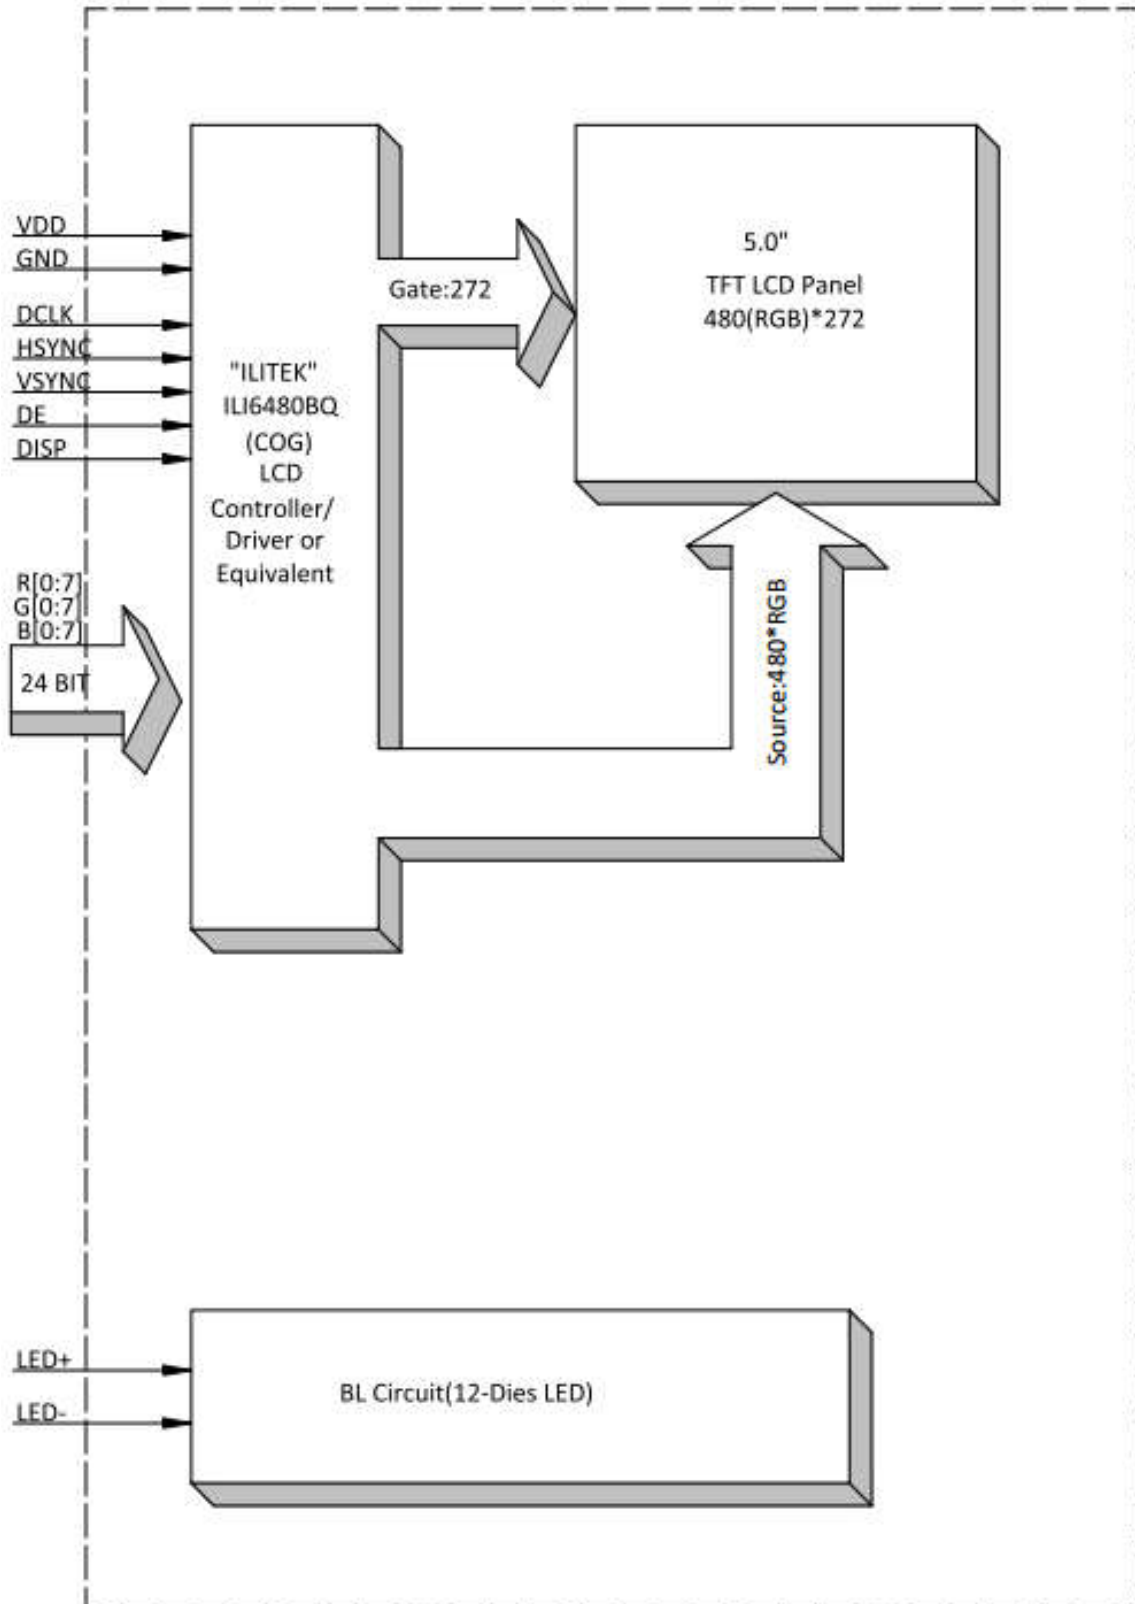 VDD
GND
DCLK
HSYNC
VSYNC
DE
DISP
R[0:7]
G[0:7]
B[0:7]
24 BIT
"ILITEK"
ILI6480BQ
(COG)
LCD
Controller/
Driver or
Equivalent
Gate:272
5.0"
TFT LCD Panel
480(RGB)*272
Source:480*RGB
LED+
LED-
BL Circuit(12-Dies LED)